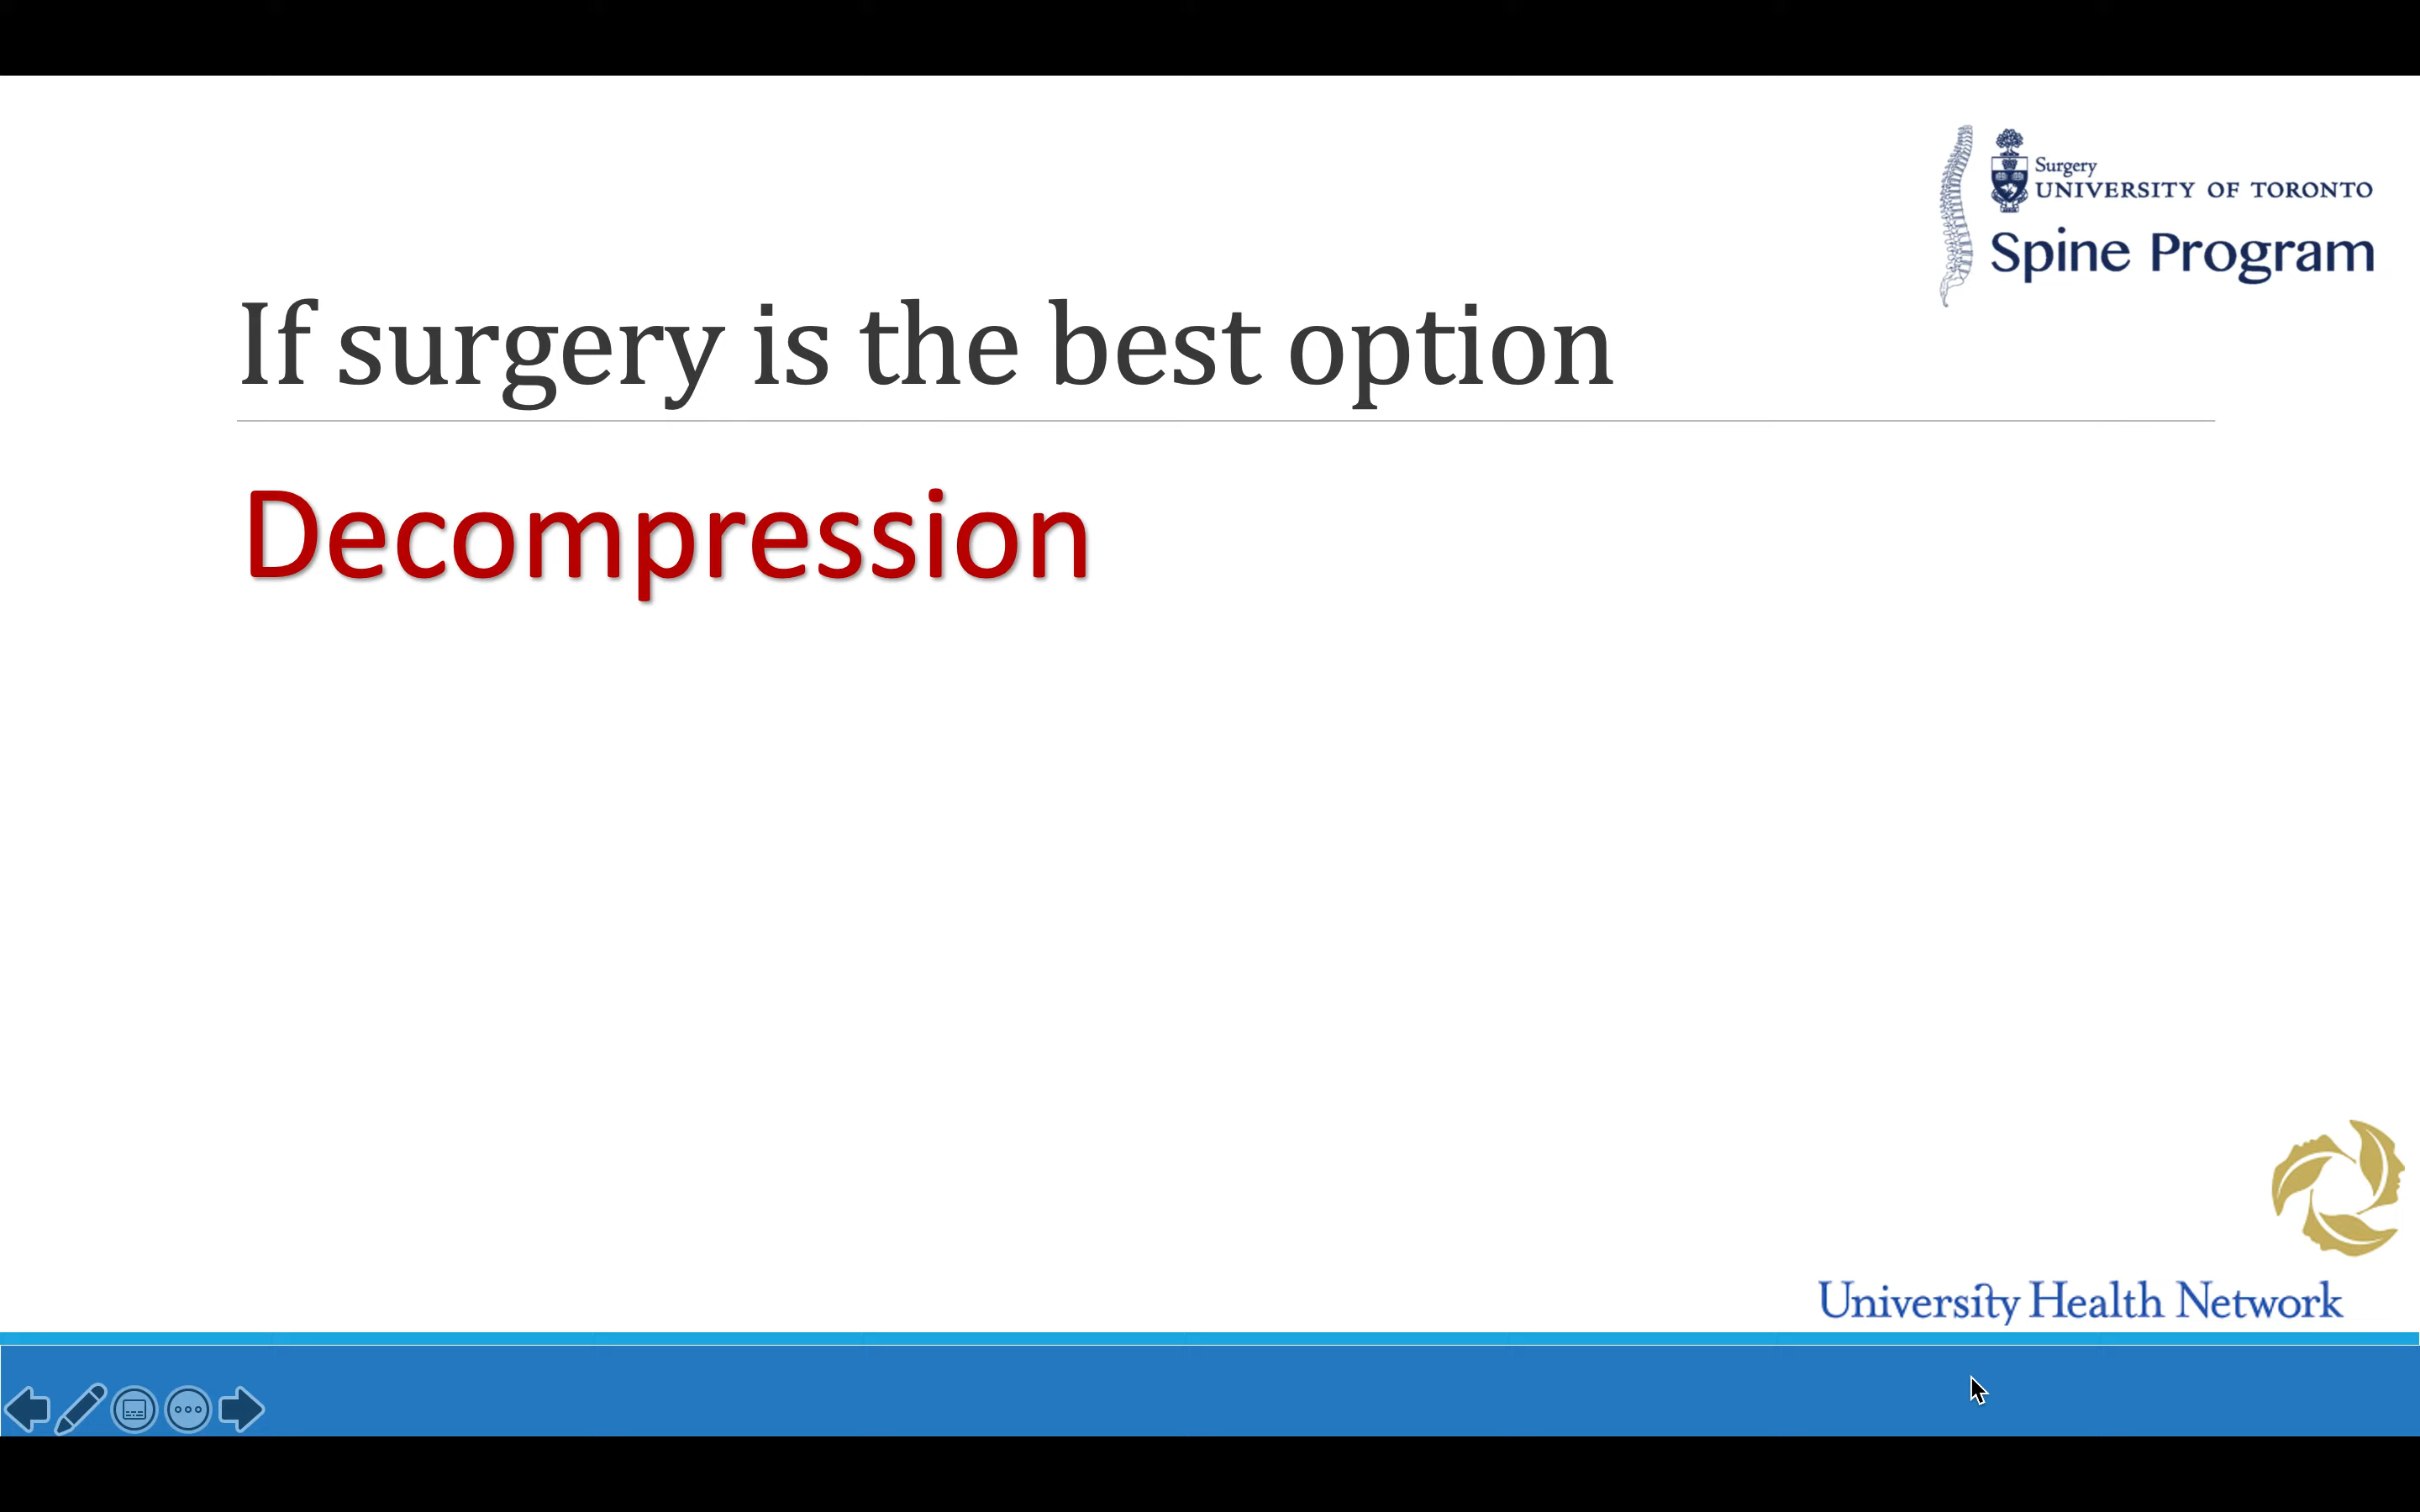 Surgery
UNIVERSITY OF TORONTO
Spine Program
If surgery is the best option
Decompression
University Health Network